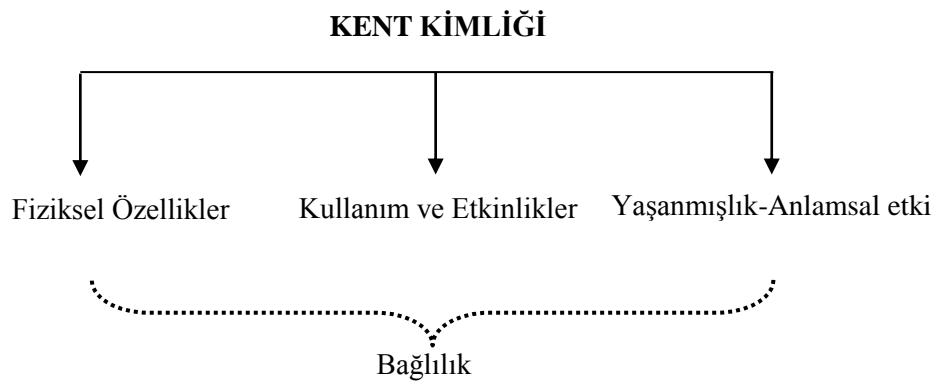 KENT KİMLİĞİ
Fiziksel Özellikler
Kullanım ve Etkinlikler
Yaşanmışlık-Anlamsal etki
Bağlılık